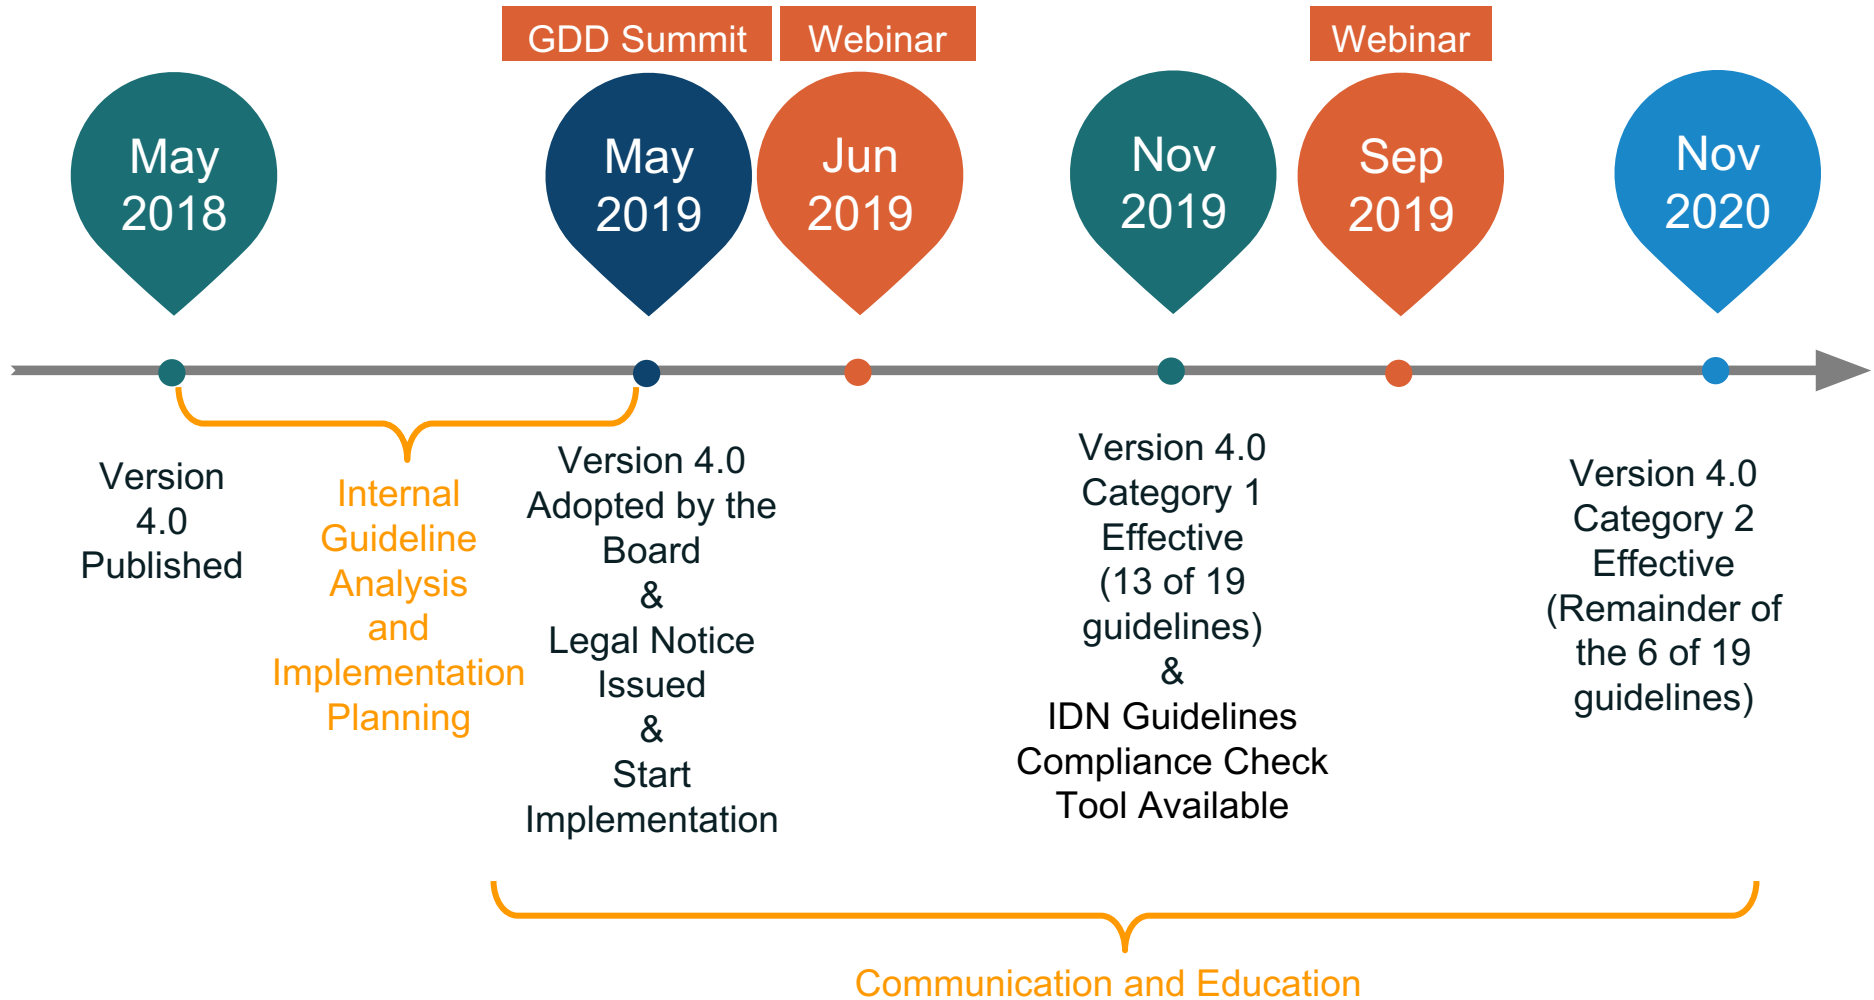 GDD Summit
Webinar
Webinar
May
2018
May
2019
Jun
2019
Nov
2019
Sep
2019
Nov
2020
Version
4.0
Published
Internal
Guideline
Analysis
and
Implementation
Planning
Version 4.0
Adopted by the
Board
&
Legal Notice
Issued
&
Start
Implementation
Version 4.0
Category 1
Effective
(13 of 19
guidelines)
&
IDN Guidelines
Compliance Check
Tool Available
Version 4.0
Category 2
Effective
(Remainder of
the 6 of 19
guidelines)
Communication and Education